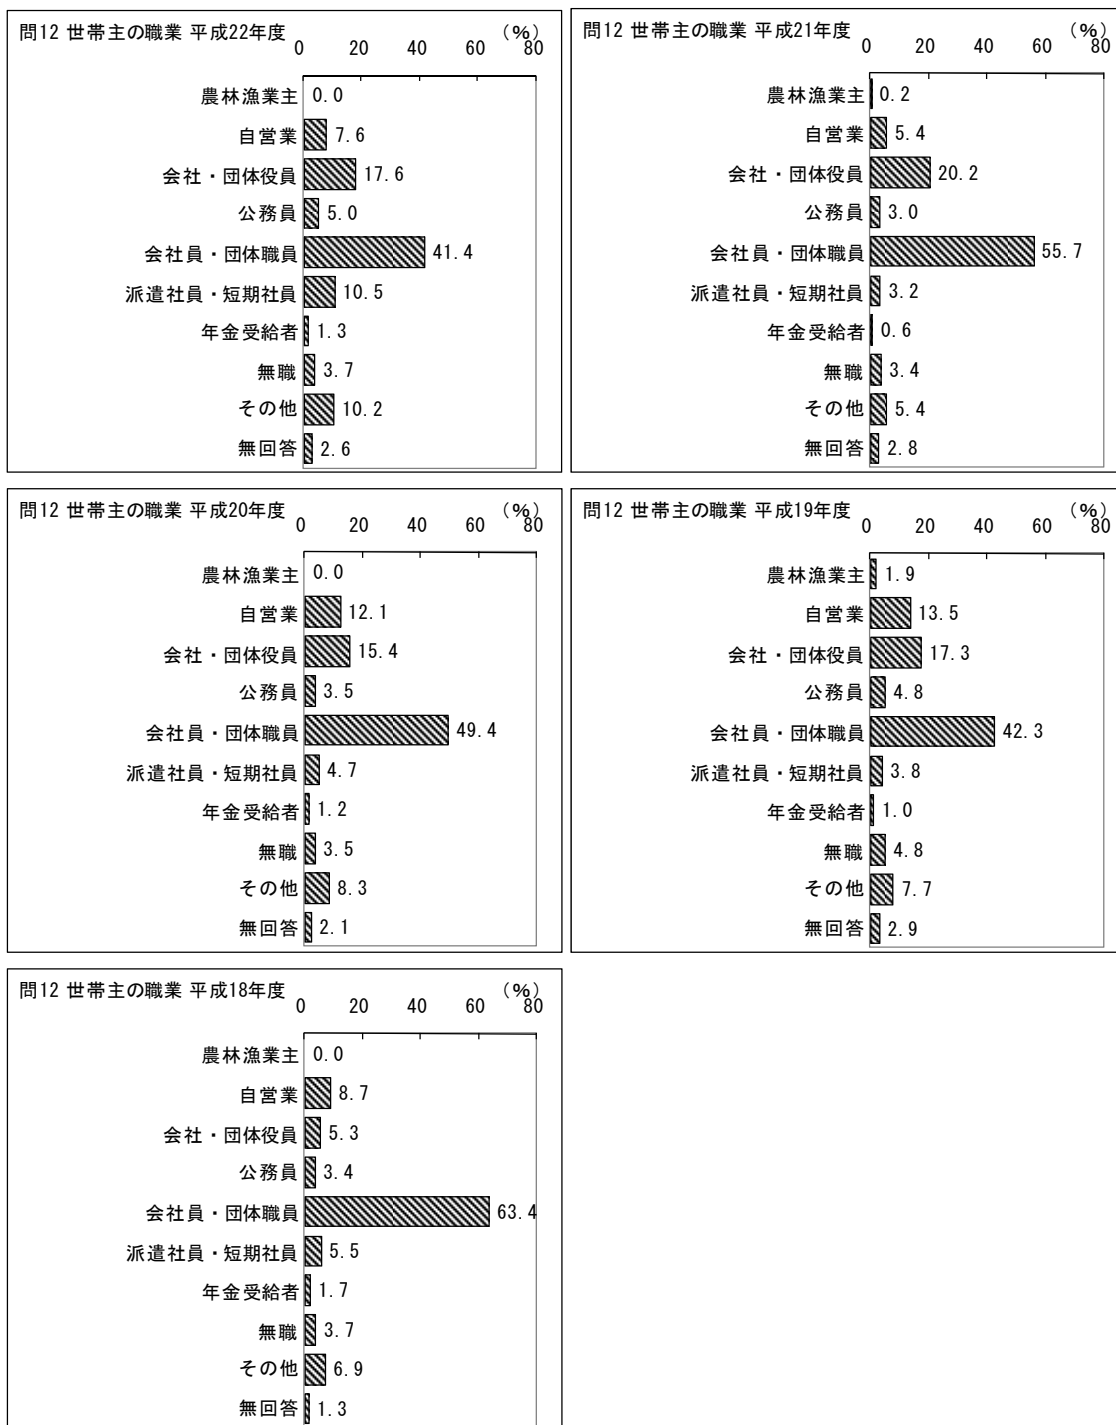 問12 世帯主の職業 平成22年度 （%）
0 20 40 60 80
農林漁業主 0.0
自営業 7.6
会社・団体役員 17.6
公務員 5.0
会社員・団体職員 41.4
派遣社員・短期社員 10.5
年金受給者 1.3
無職 3.7
その他 10.2
無回答 2.6
問12 世帯主の職業 平成21年度 （%）
0 20 40 60 80
農林漁業主 0.2
自営業 5.4
会社・団体役員 20.2
公務員 3.0
会社員・団体職員 55.7
派遣社員・短期社員 3.2
年金受給者 0.6
無職 3.4
その他 5.4
無回答 2.8
問12 世帯主の職業 平成20年度 （%）
0 20 40 60 80
農林漁業主 0.0
自営業 12.1
会社・団体役員 15.4
公務員 3.5
会社員・団体職員 49.4
派遣社員・短期社員 4.7
年金受給者 1.2
無職 3.5
その他 8.3
無回答 2.1
問12 世帯主の職業 平成19年度 （%）
0 20 40 60 80
農林漁業主 1.9
自営業 13.5
会社・団体役員 17.3
公務員 4.8
会社員・団体職員 42.3
派遣社員・短期社員 3.8
年金受給者 1.0
無職 4.8
その他 7.7
無回答 2.9
問12 世帯主の職業 平成18年度 （%）
0 20 40 60 80
農林漁業主 0.0
自営業 8.7
会社・団体役員 5.3
公務員 3.4
会社員・団体職員 63.4
派遣社員・短期社員 5.5
年金受給者 1.7
無職 3.7
その他 6.9
無回答 1.3